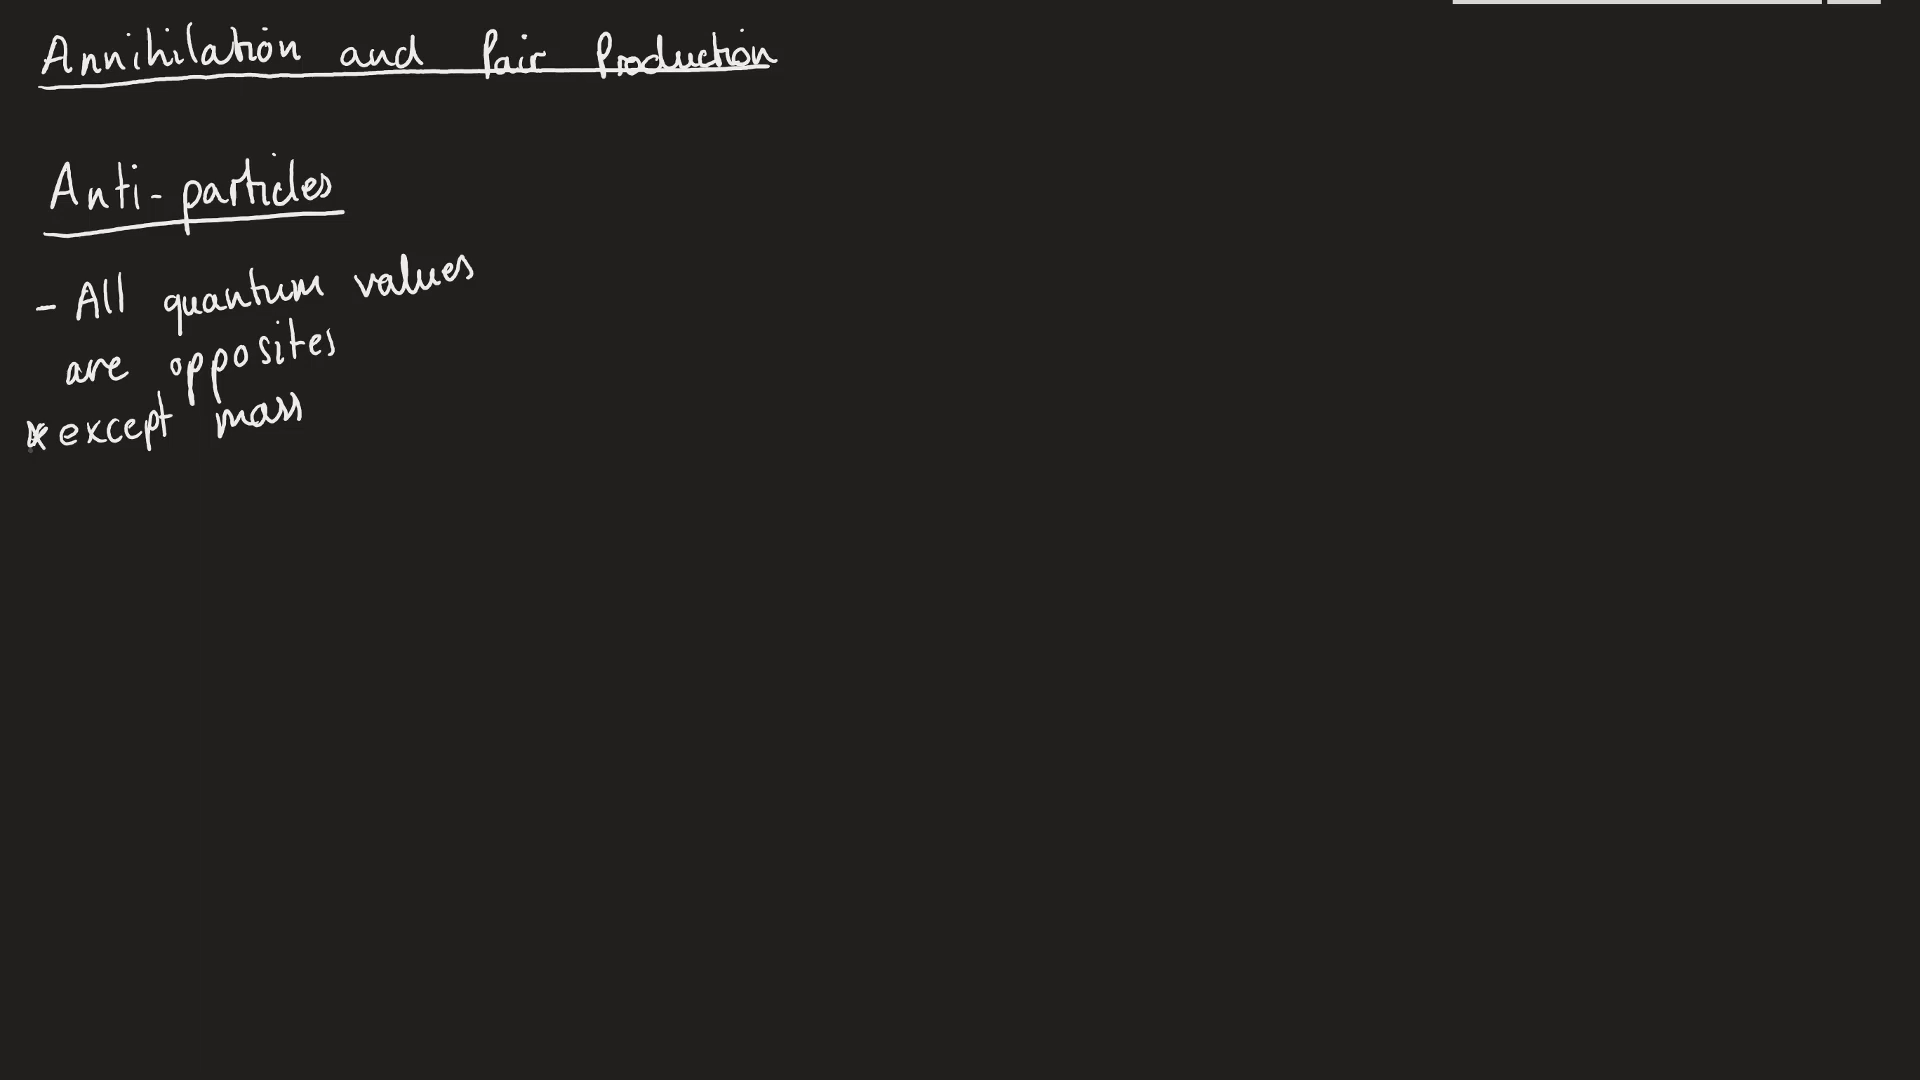 Annihilation and Pair Production
Anti-particles
- All quantum values
are opposites
* except mass